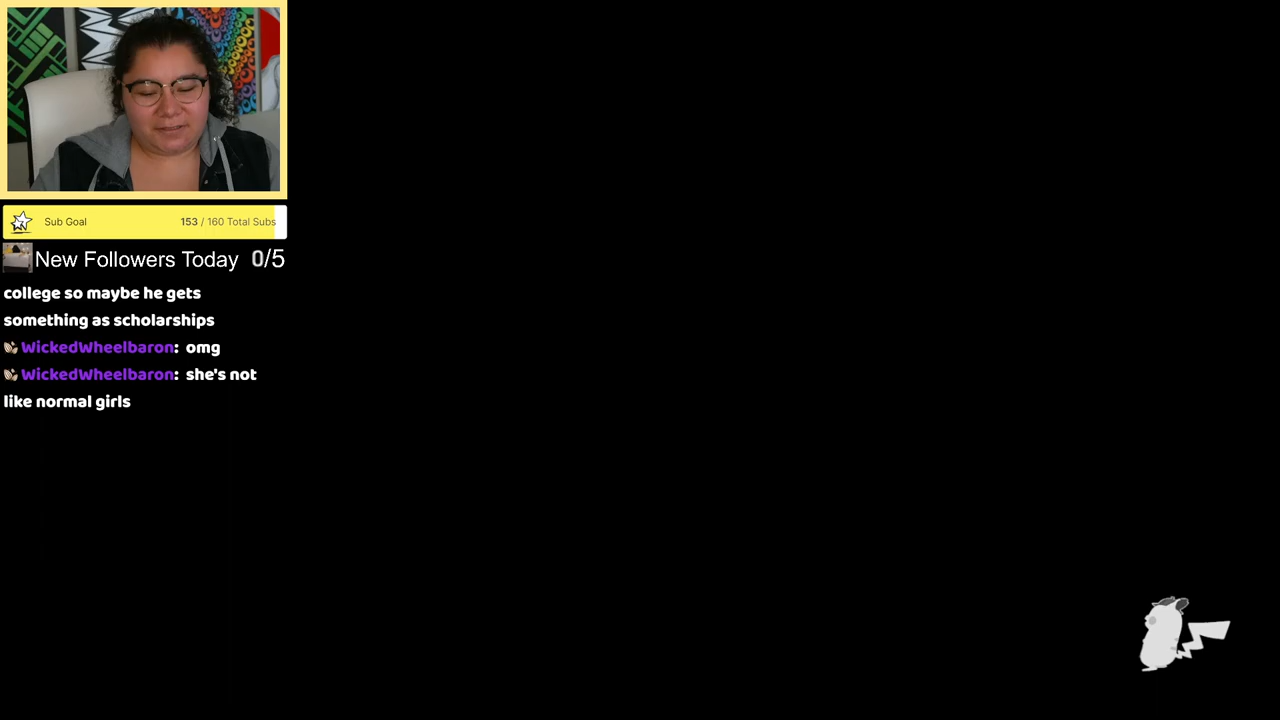 Sub Goal 153 / 160 Total Subs
New Followers Today 0/5
college so maybe he gets
something as scholarships
WickedWheelbaron: omg
WickedWheelbaron: she's not
like normal girls